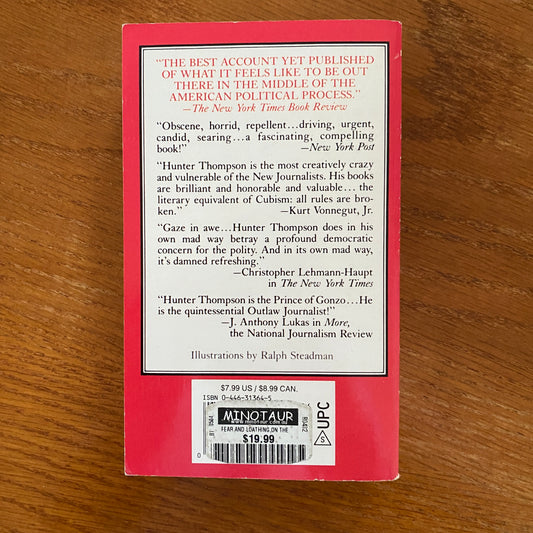 "THE BEST ACCOUNT YET PUBLISHED
OF WHAT IT FEELS LIKE TO BE OUT
THERE IN THE MIDDLE OF THE
AMERICAN POLITICAL PROCESS."
—The New York Times Book Review
"Obscene, horrid, repellent...driving, urgent,
candid, searing...a fascinating, compelling
book!" —New York Post
"Hunter Thompson is the most creatively crazy
and vulnerable of the New Journalists. His books
are brilliant and honorable and valuable... the
literary equivalent of Cubism: all rules are bro-
ken." —Kurt Vonnegut, Jr.
"Gaze in awe...Hunter Thompson does in his
own mad way betray a profound democratic
concern for the polity. And in its own mad way,
it's damned refreshing."
—Christopher Lehmann-Haupt
in The New York Times
"Hunter Thompson is the Prince of Gonzo...He
is the quintessential Outlaw Journalist!"
—J. Anthony Lukas in More,
the National Journalism Review
Illustrations by Ralph Steadman
$7.99 US / $8.99 CAN.
ISBN 0-446-31364-5
MINOTAUR
www.minotaur.com.au
FEAR AND LOATHING,ON THE
$19.99
0
S
UPC